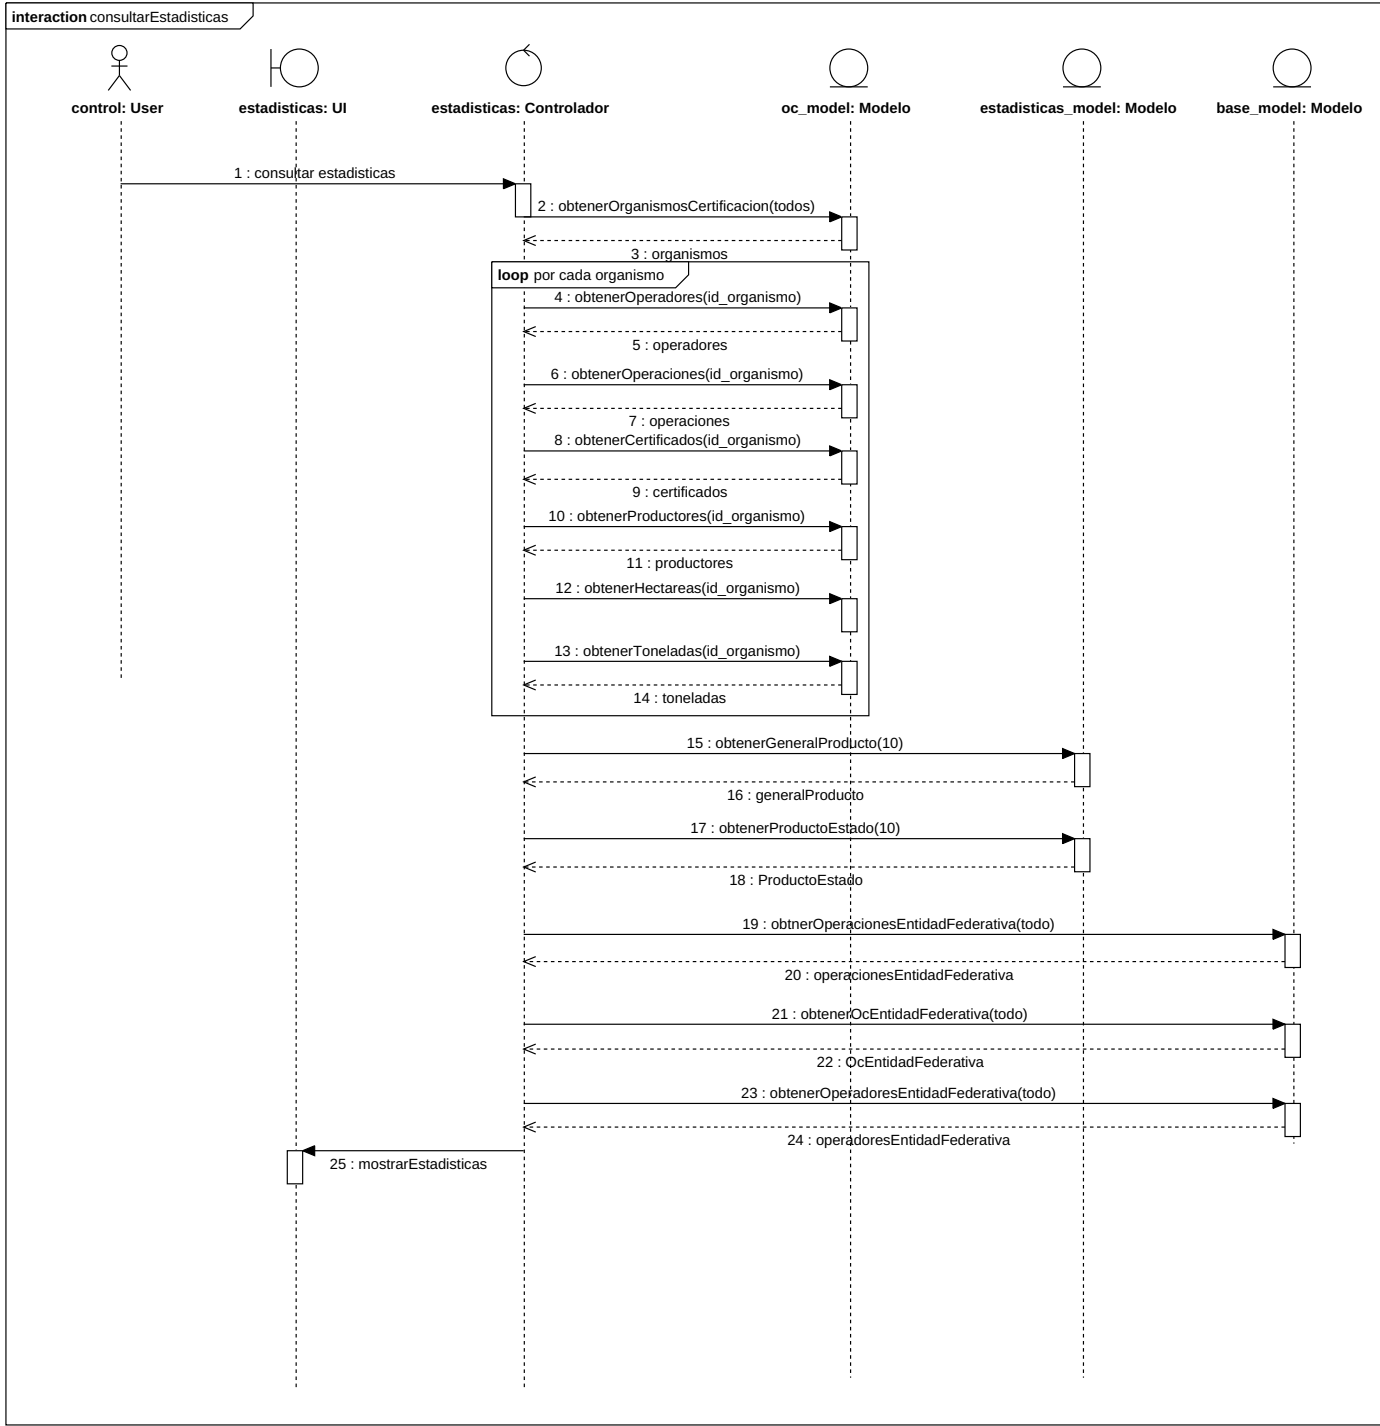 interaction consultarEstadisticas
control: User
estadisticas: UI
estadisticas: Controlador
oc_model: Modelo
estadisticas_model: Modelo
base_model: Modelo
1 : consultar estadisticas
2 : obtenerOrganismosCertificacion(todos)
3 : organismos
loop por cada organismo
4 : obtenerOperadores(id_organismo)
5 : operadores
6 : obtenerOperaciones(id_organismo)
7 : operaciones
8 : obtenerCertificados(id_organismo)
9 : certificados
10 : obtenerProductores(id_organismo)
11 : productores
12 : obtenerHectareas(id_organismo)
13 : obtenerToneladas(id_organismo)
14 : toneladas
15 : obtenerGeneralProducto(10)
16 : generalProducto
17 : obtenerProductoEstado(10)
18 : ProductoEstado
19 : obtnerOperacionesEntidadFederativa(todo)
20 : operacionesEntidadFederativa
21 : obtenerOcEntidadFederativa(todo)
22 : OcEntidadFederativa
23 : obtenerOperadoresEntidadFederativa(todo)
24 : operadoresEntidadFederativa
25 : mostrarEstadisticas